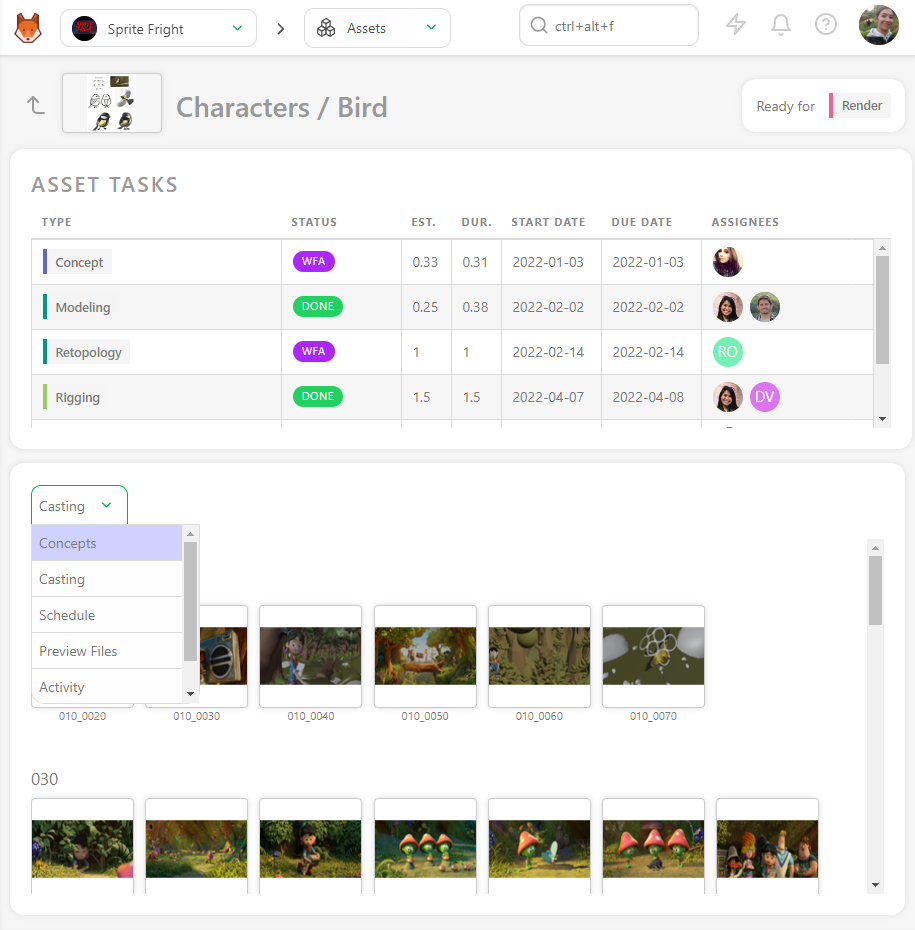 Sprite Fright
Assets
ctrl+alt+f
?
Characters / Bird
Ready for Render
ASSET TASKS
TYPE STATUS EST. DUR. START DATE DUE DATE ASSIGNEES
Concept WFA 0.33 0.31 2022-01-03 2022-01-03
Modeling DONE 0.25 0.38 2022-02-02 2022-02-02
Retopology WFA 1 1 2022-02-14 2022-02-14 RO
Rigging DONE 1.5 1.5 2022-04-07 2022-04-08 DV
Casting
Concepts
Casting
Schedule
Preview Files
Activity
010_0020 010_0030 010_0040 010_0050 010_0060 010_0070
030